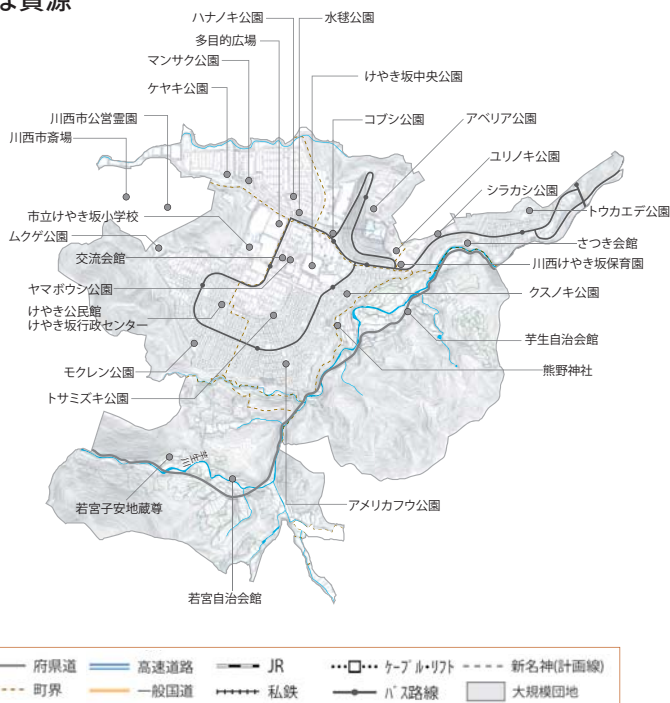 な資源
ハナノキ公園
水毬公園
多目的広場
マンサク公園
けやき坂中央公園
ケヤキ公園
川西市公営霊園
コブシ公園
アベリア公園
川西市斎場
ユリノキ公園
シラカシ公園
トウカエデ公園
市立けやき坂小学校
ムクゲ公園
さつき会館
交流会館
川西けやき坂保育園
ヤマボウシ公園
クスノキ公園
けやき公民館
けやき坂行政センター
芋生自治会館
モクレン公園
熊野神社
トサミズキ公園
若宮子安地蔵尊
アメリカフウ公園
若宮自治会館
府県道
高速道路
JR
ケーブル・リフト
新名神(計画線)
町界
一般国道
私鉄
バス路線
大規模団地